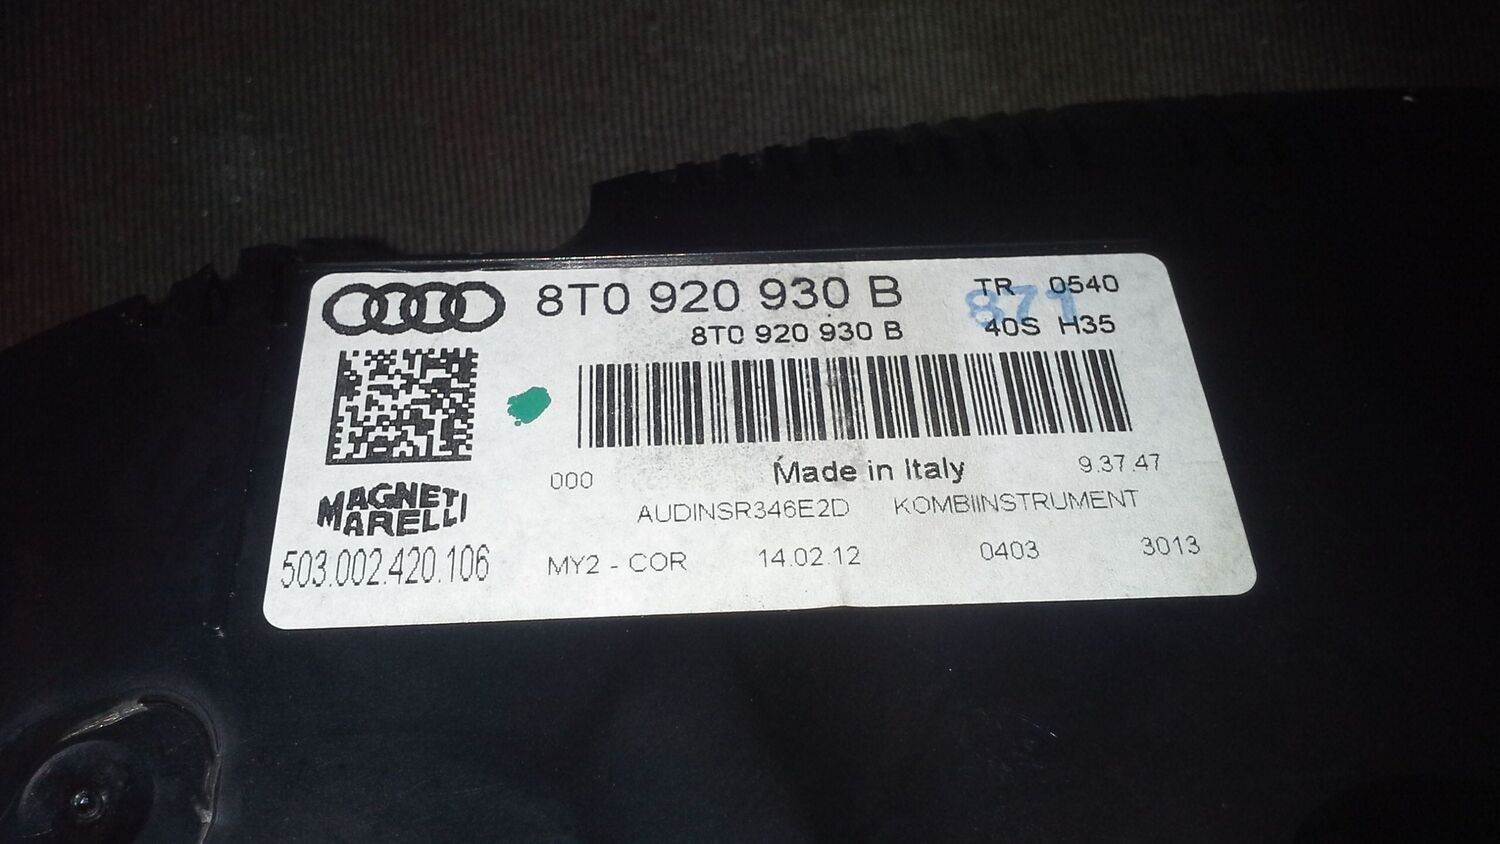 8T0 920 930 B TR 0540
8T0 920 930 B 40S H35
871
000 Made in Italy 9.37.47
MAGNETI
MARELLI
AUDINSR346E2D KOMBIINSTRUMENT
503.002.420.106 MY2 - COR 14.02.12 0403 3013